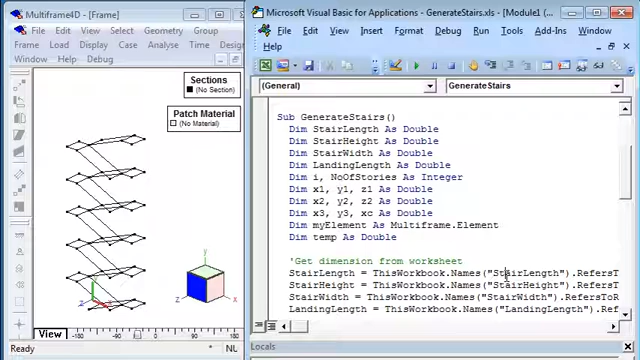 Multiframe4D - [Frame]
File Edit View Select Geometry
Frame Load Display Case Analyse
Window Help
Sections
(No Section)
Patch Material
(No Material)
y
z
x
y
z
x
View
-90
0
90
180
Ready
NU
Microsoft Visual Basic for Applications - GenerateStairs.xls - [Module1 (
File Edit View Insert Format Debug Run Tools Add-Ins Window
Help
(General)
GenerateStairs
Sub GenerateStairs()
Dim StairLength As Double
Dim StairHeight As Double
Dim StairWidth As Double
Dim LandingLength As Double
Dim i, NoOfStories As Integer
Dim x1, y1, z1 As Double
Dim x2, y2, z2 As Double
Dim x3, y3, xc As Double
Dim myElement As Multiframe.Element
Dim temp As Double
'Get dimension from worksheet
StairLength = ThisWorkbook.Names("StairLength").RefersT
StairHeight = ThisWorkbook.Names("StairHeight").RefersT
StairWidth = ThisWorkbook.Names("StairWidth").RefersToR
LandingLength = ThisWorkbook.Names("LandingLength").Ref
Locals